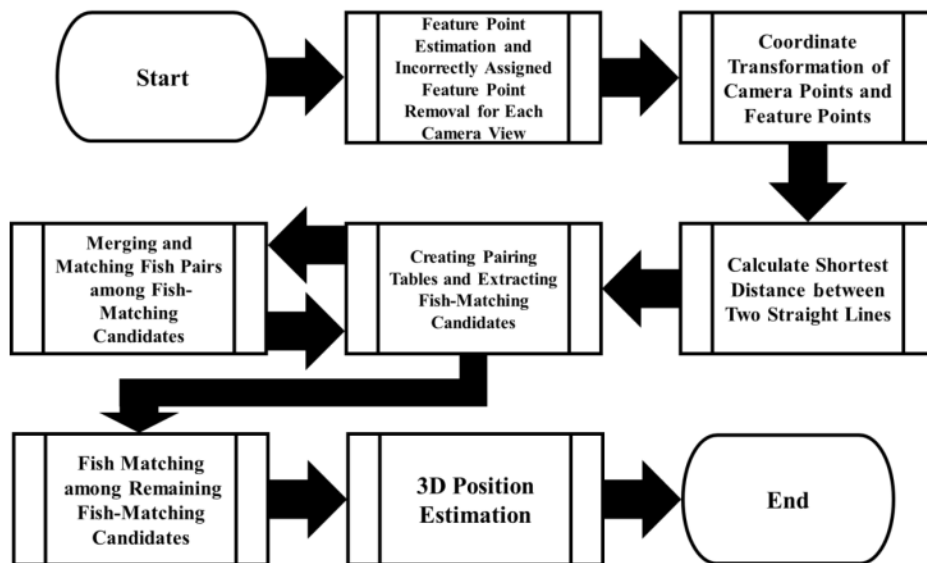 Start
Feature Point
Estimation and
Incorrectly Assigned
Feature Point
Removal for Each
Camera View
Coordinate
Transformation of
Camera Points and
Feature Points
Merging and
Matching Fish Pairs
among Fish-
Matching
Candidates
Creating Pairing
Tables and Extracting
Fish-Matching
Candidates
Calculate Shortest
Distance between
Two Straight Lines
Fish Matching
among Remaining
Fish-Matching
Candidates
3D Position
Estimation
End